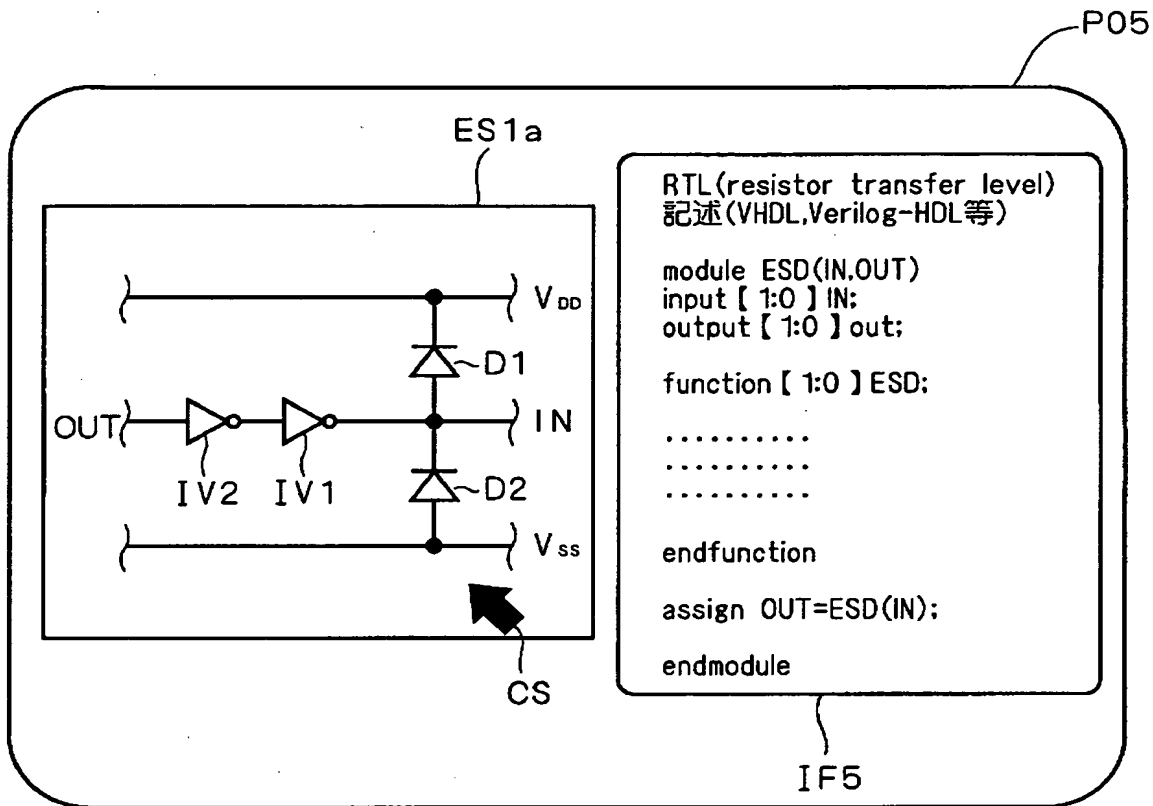 P05
ES1a
VDD
D1
OUT
IN
IV2 IV1
D2
VSS
CS
RTL(resistor transfer level)
記述(VHDL,Verilog-HDL等)
module ESD(IN.OUT)
input【1:0】IN;
output【1:0】out;
function【1:0】ESD;
..........
..........
..........
endfunction
assign OUT=ESD(IN);
endmodule
IF5